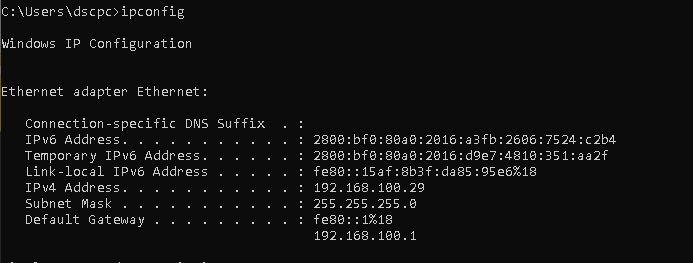 C:\Users\dscpc>ipconfig
Windows IP Configuration
Ethernet adapter Ethernet:
Connection-specific DNS Suffix . :
IPv6 Address. . . . . . . . . . . : 2800:bf0:80a0:2016:a3fb:2606:7524:c2b4
Temporary IPv6 Address. . . . . . : 2800:bf0:80a0:2016:d9e7:4810:351:aa2f
Link-local IPv6 Address . . . . . : fe80::15af:8b3f:da85:95e6%18
IPv4 Address. . . . . . . . . . . : 192.168.100.29
Subnet Mask . . . . . . . . . . . : 255.255.255.0
Default Gateway . . . . . . . . . : fe80::1%18
192.168.100.1